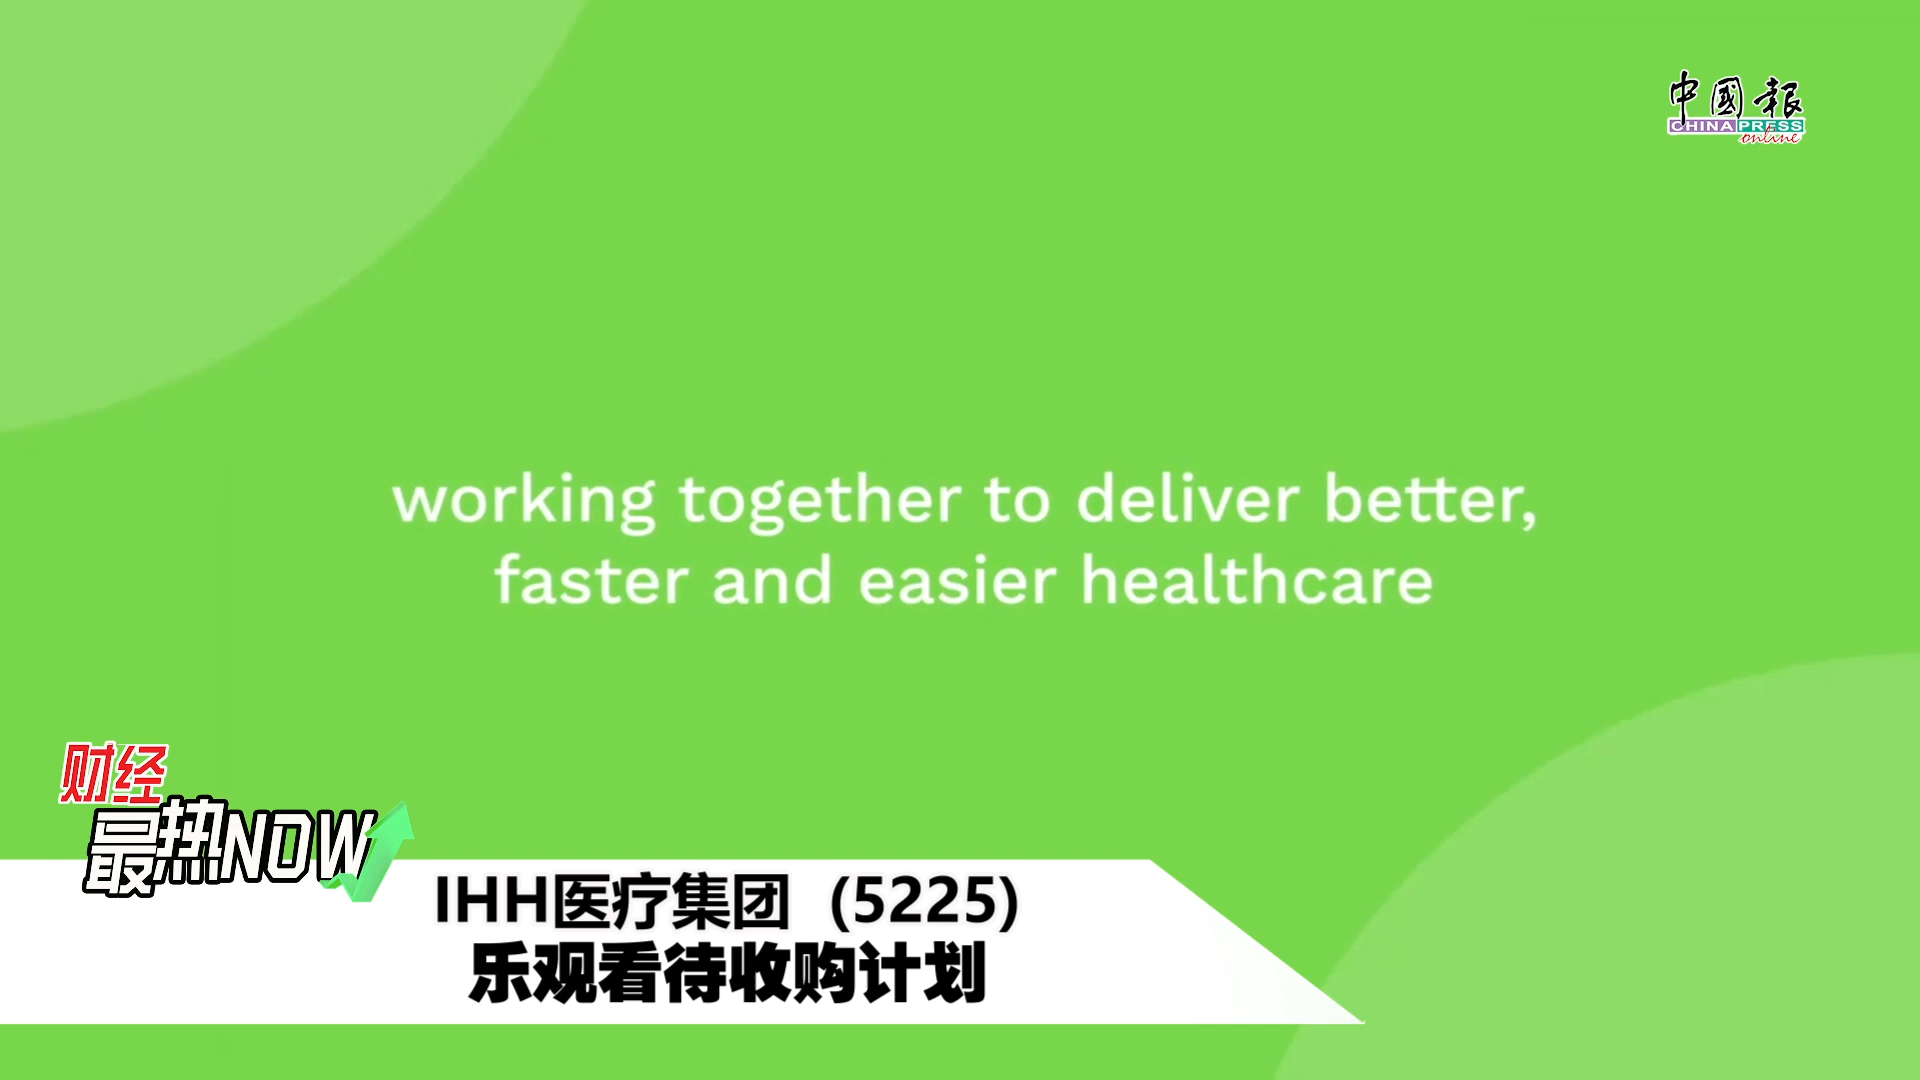 中國報
CHINA PRESS
online
working together to deliver better,
faster and easier healthcare
财经
最热NOW
IHH医疗集团 (5225)
乐观看待收购计划